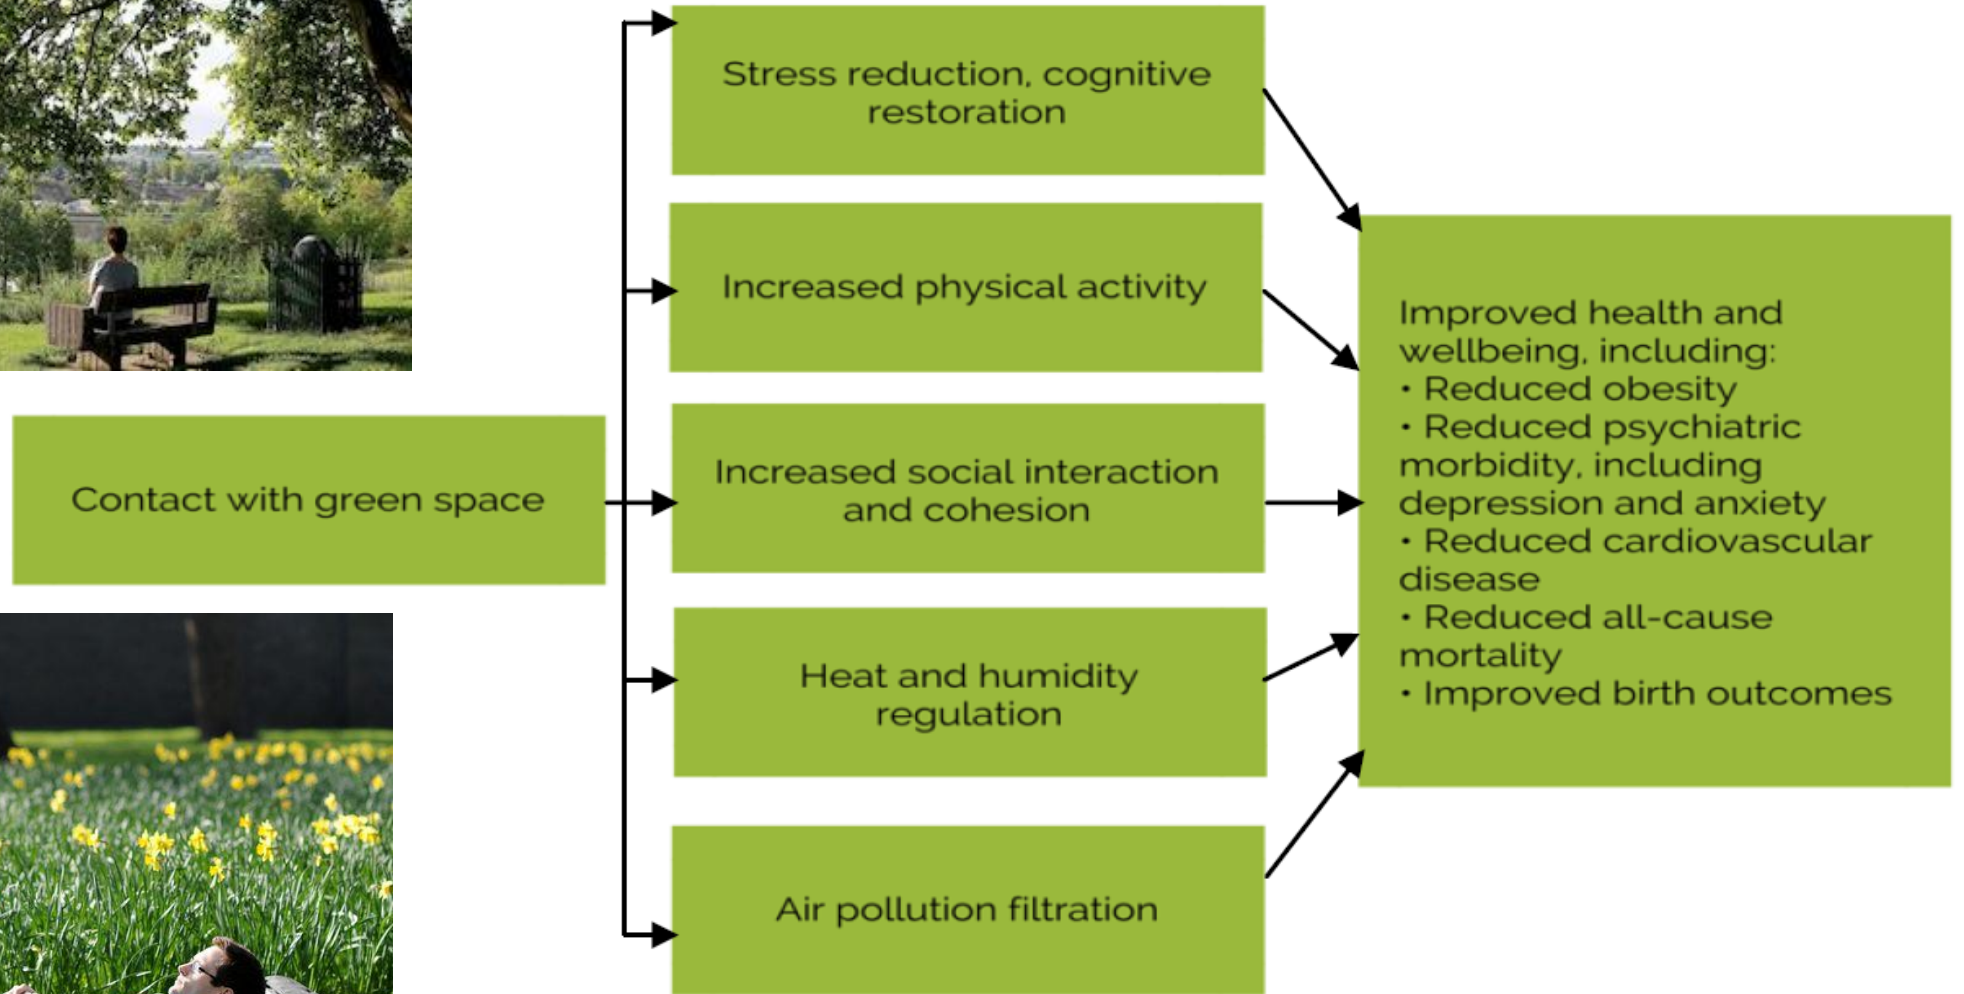 Stress reduction, cognitive
restoration
Increased physical activity
Contact with green space
Increased social interaction
and cohesion
Heat and humidity
regulation
Air pollution filtration
Improved health and
wellbeing, including:
• Reduced obesity
• Reduced psychiatric
morbidity, including
depression and anxiety
• Reduced cardiovascular
disease
• Reduced all-cause
mortality
• Improved birth outcomes